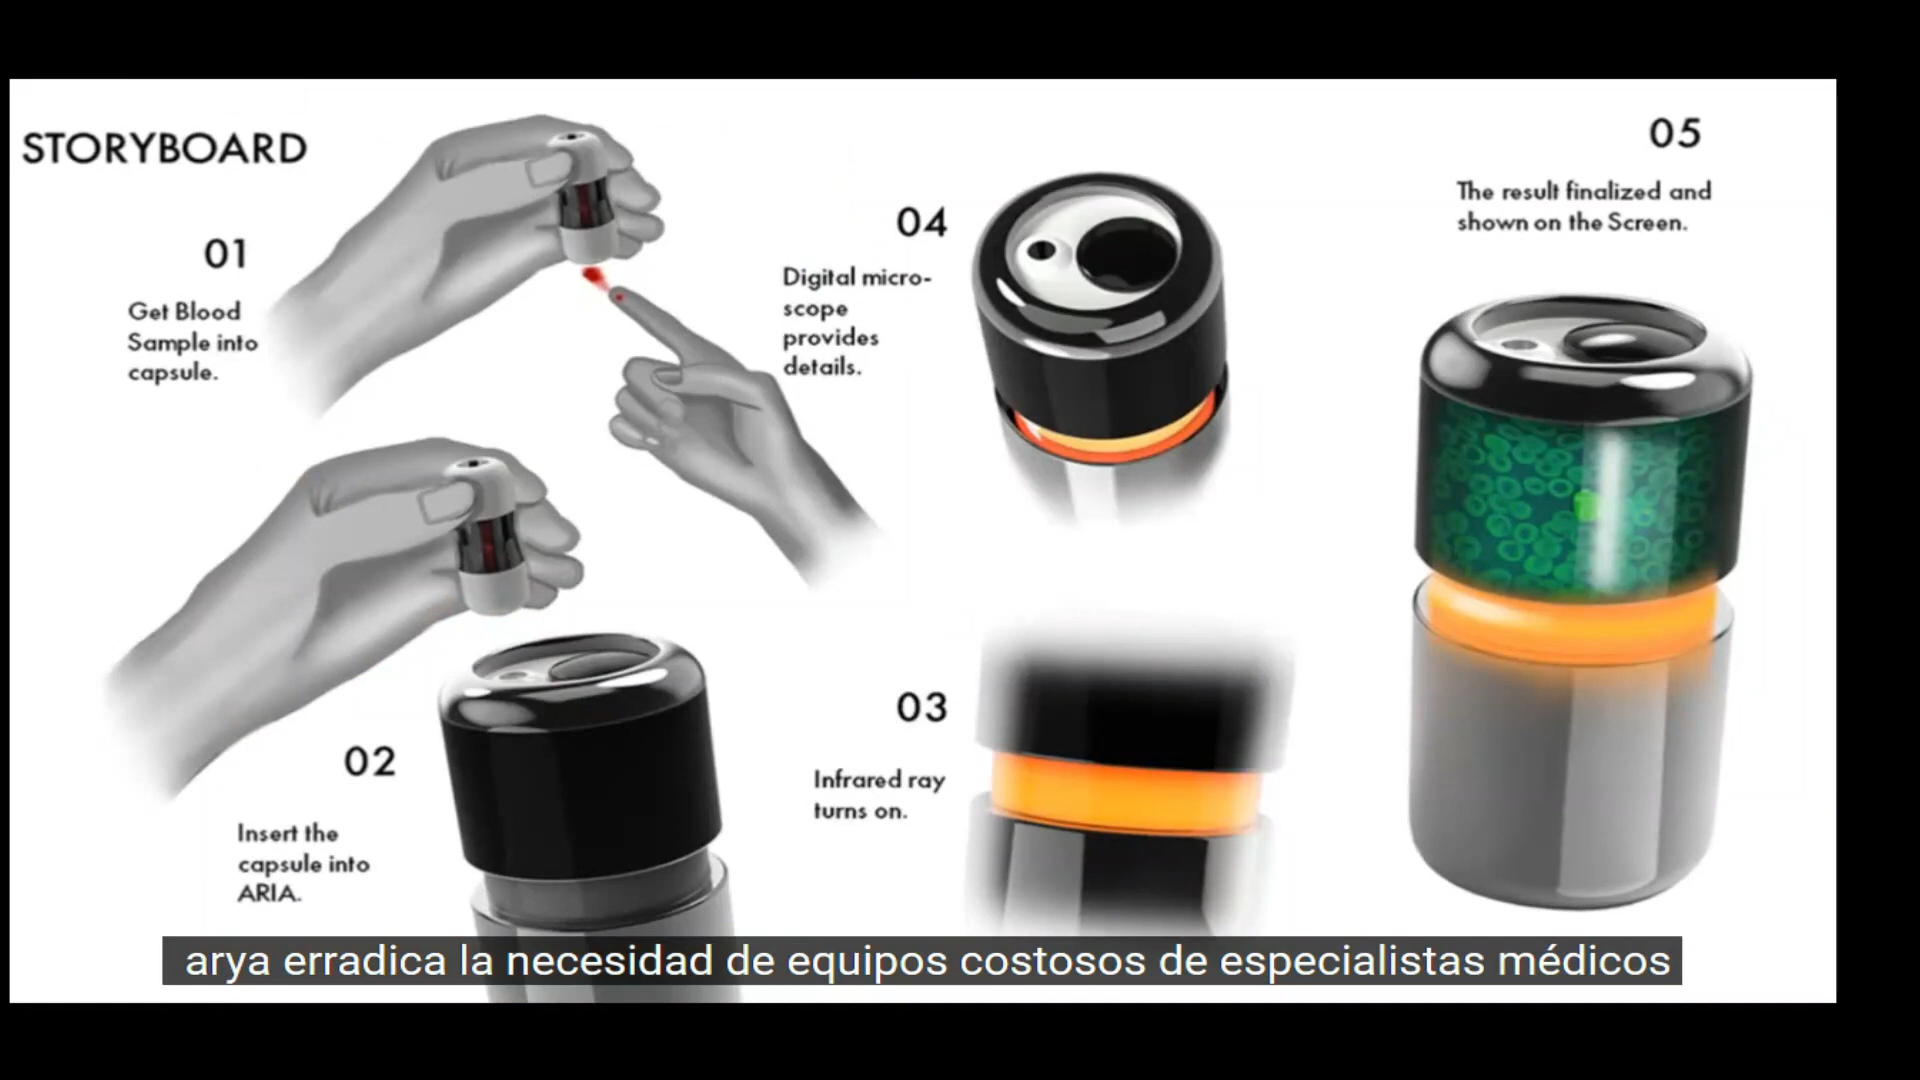 STORYBOARD
01
Get Blood
Sample into
capsule.
02
Insert the
capsule into
ARIA.
03
Infrared ray
turns on.
04
Digital micro-
scope
provides
details.
05
The result finalized and
shown on the Screen.
arya erradica la necesidad de equipos costosos de especialistas médicos